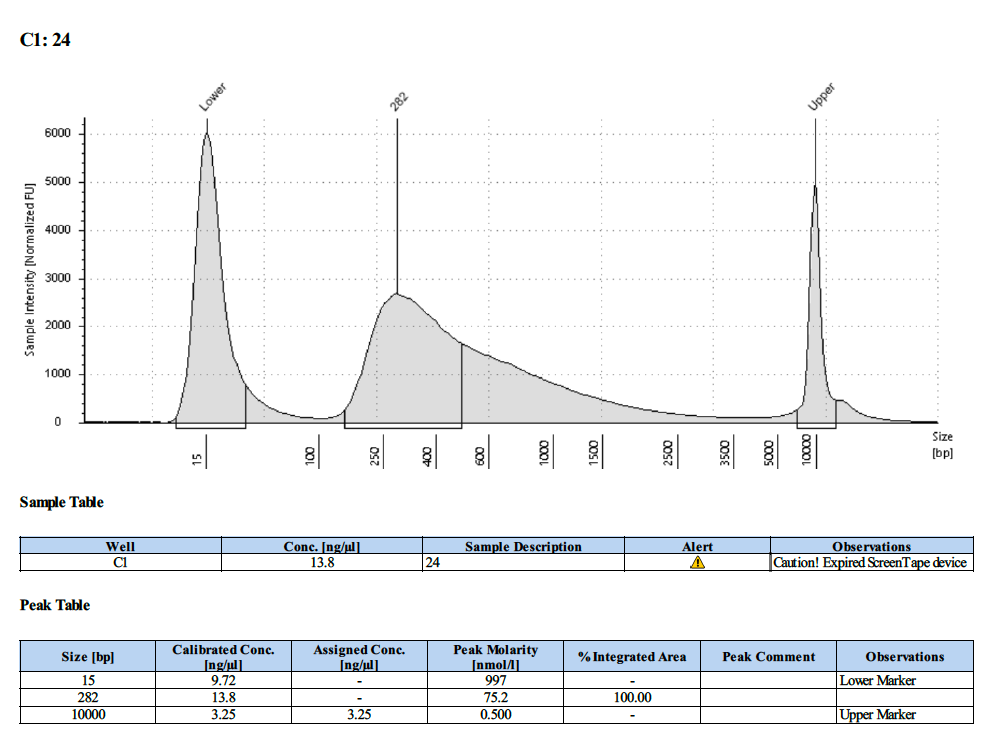 C1: 24
Lower
282
Upper
6000
5000
4000
3000
2000
1000
0
Sample Intensity [Normalized FU]
15
100
250
400
600
1000
1500
2500
3500
5000
10000
Size
[bp]
Sample Table
Well Conc. [ng/µl] Sample Description Alert Observations
C1 13.8 24 Caution! Expired ScreenTape device
Peak Table
Size [bp] Calibrated Conc. [ng/µl] Assigned Conc. [ng/µl] Peak Molarity [nmol/l] % Integrated Area Peak Comment Observations
15 9.72 - 997 - Lower Marker
282 13.8 - 75.2 100.00
10000 3.25 3.25 0.500 - Upper Marker